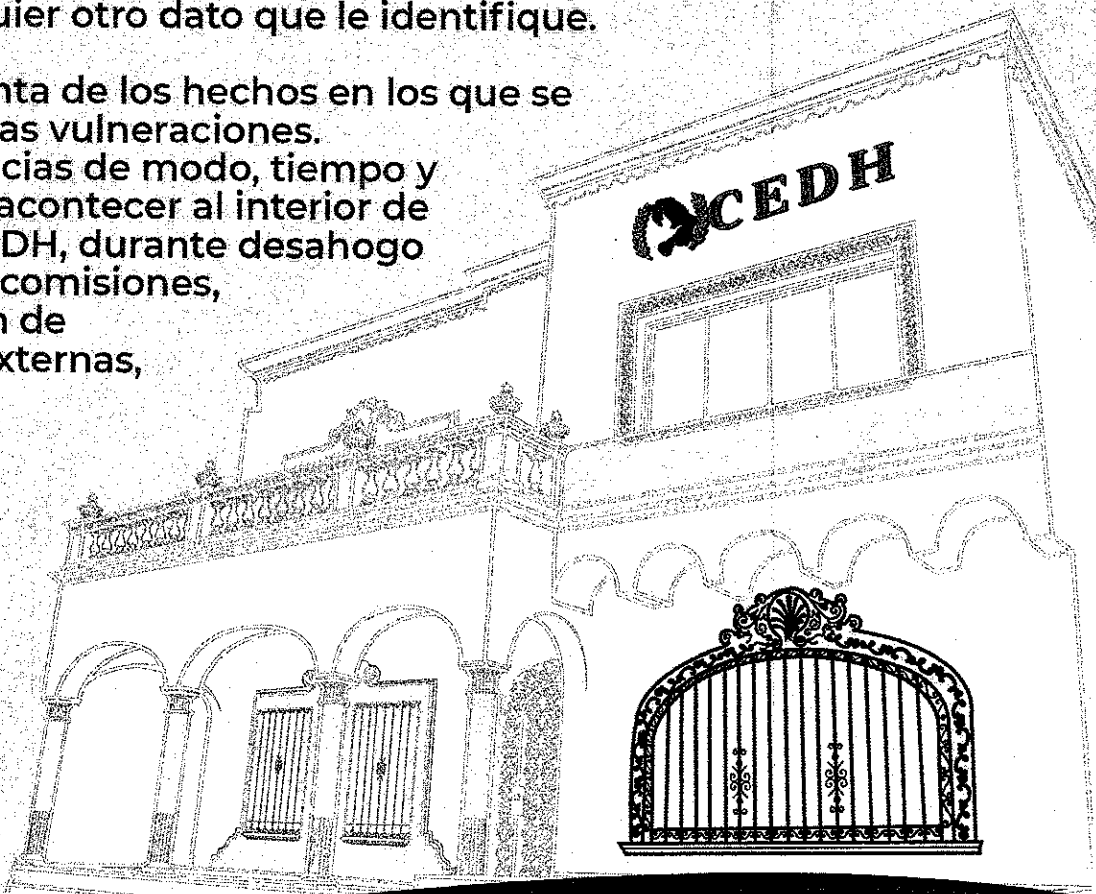 uier otro dato que le identifique.
nta de los hechos en los que se
as vulneraciones.
cias de modo, tiempo y
acontecer al interior de
DH, durante desahogo
comisiones,
n de
xternas,
CEDH